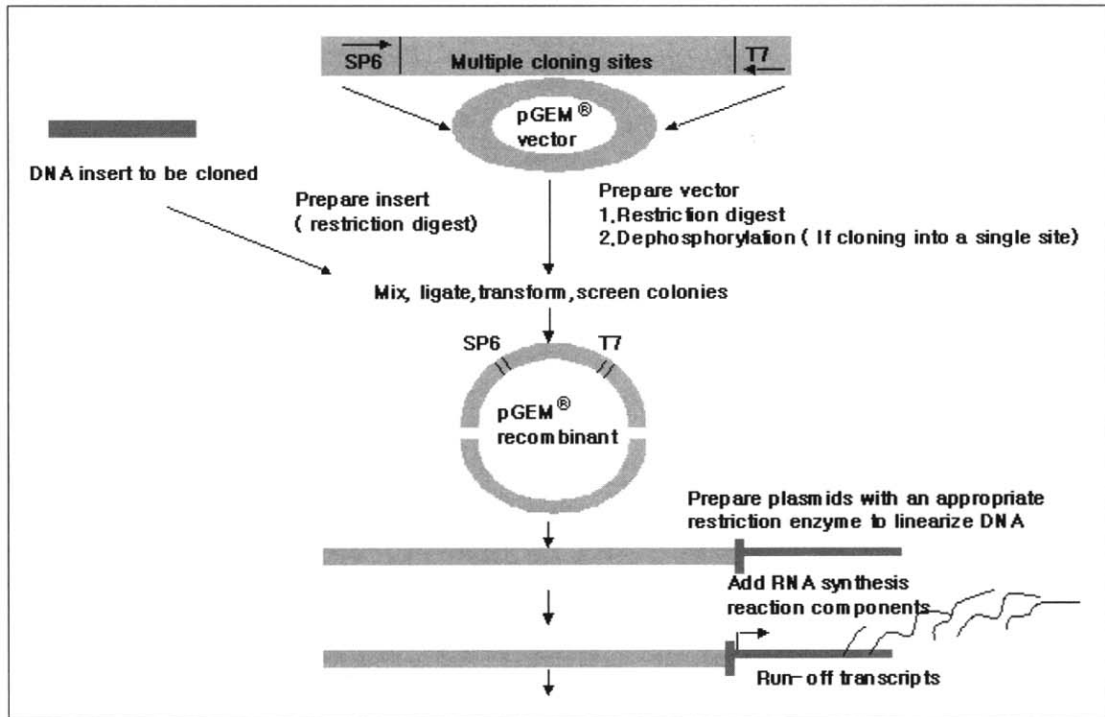 SP6
Multiple cloning sites
T7
pGEM®
vector
DNA insert to be cloned
Prepare insert
( restriction digest)
Prepare vector
1.Restriction digest
2.Dephosphorylation ( If cloning into a single site)
Mix, ligate,transform,screen colonies
SP6
T7
pGEM®
recombinant
Prepare plasmids with an appropriate
restriction enzyme to linearize DNA
Add RNA synthesis
reaction components
Run-off transcripts